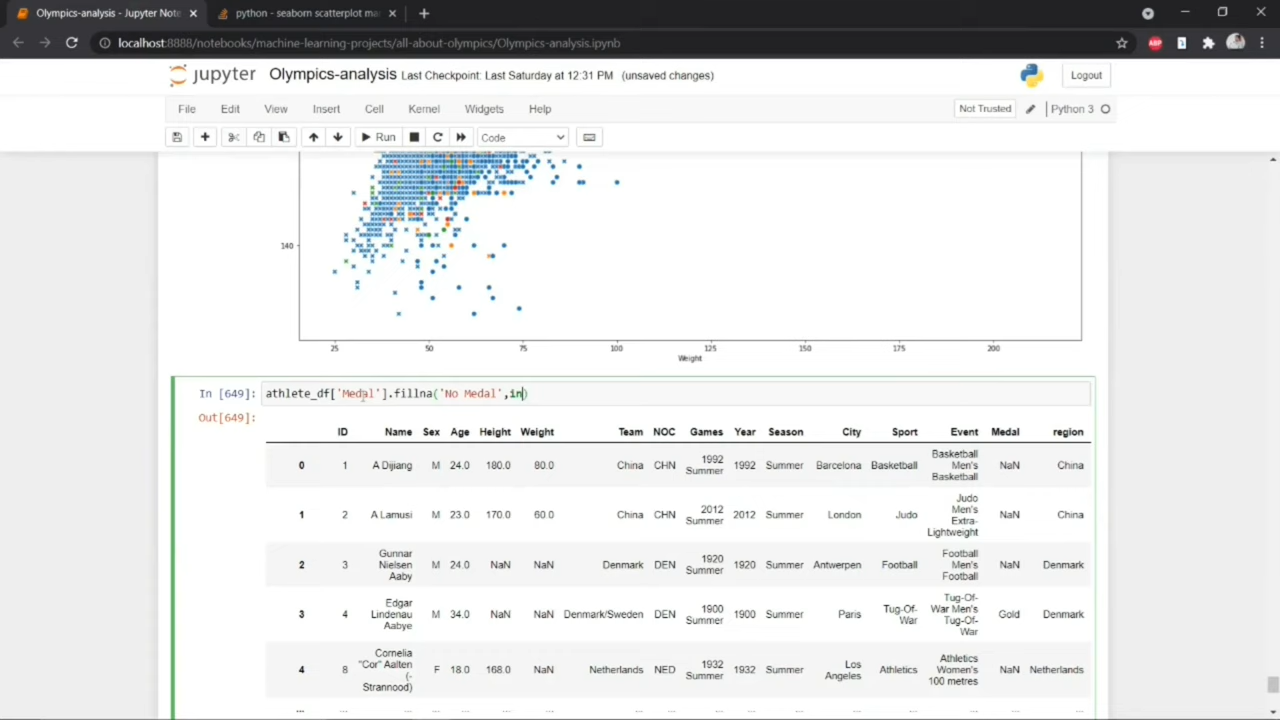 Olympics-analysis - Jupyter Note
python - seaborn scatterplot ma
localhost:8888/notebooks/machine-learning-projects/all-about-olympics/Olympics-analysis.ipynb
ABP
jupyter Olympics-analysis Last Checkpoint: Last Saturday at 12:31 PM (unsaved changes)
Logout
File Edit View Insert Cell Kernel Widgets Help
Not Trusted
Python 3
Run
Code
140
25 50 75 100 125 150 175 200
Weight
In [649]: athlete_df['Medal'].fillna('No Medal',in)
Out[649]:
ID Name Sex Age Height Weight Team NOC Games Year Season City Sport Event Medal region
0 1 A Dijiang M 24.0 180.0 80.0 China CHN 1992 Summer 1992 Summer Barcelona Basketball Basketball Men's Basketball NaN China
1 2 A Lamusi M 23.0 170.0 60.0 China CHN 2012 Summer 2012 Summer London Judo Judo Men's Extra-Lightweight NaN China
2 3 Gunnar Nielsen Aaby M 24.0 NaN NaN Denmark DEN 1920 Summer 1920 Summer Antwerpen Football Football Men's Football NaN Denmark
3 4 Edgar Lindenau Aabye M 34.0 NaN NaN Denmark/Sweden DEN 1900 Summer 1900 Summer Paris Tug-Of-War Tug-Of-War Men's Tug-Of-War Gold Denmark
4 8 Cornelia "Cor" Aalten (-Strannood) F 18.0 168.0 NaN Netherlands NED 1932 Summer 1932 Summer Los Angeles Athletics Athletics Women's 100 metres NaN Netherlands
... ... ... ... ... ... ... ... ... ... ... ... ... ... ... ... ...